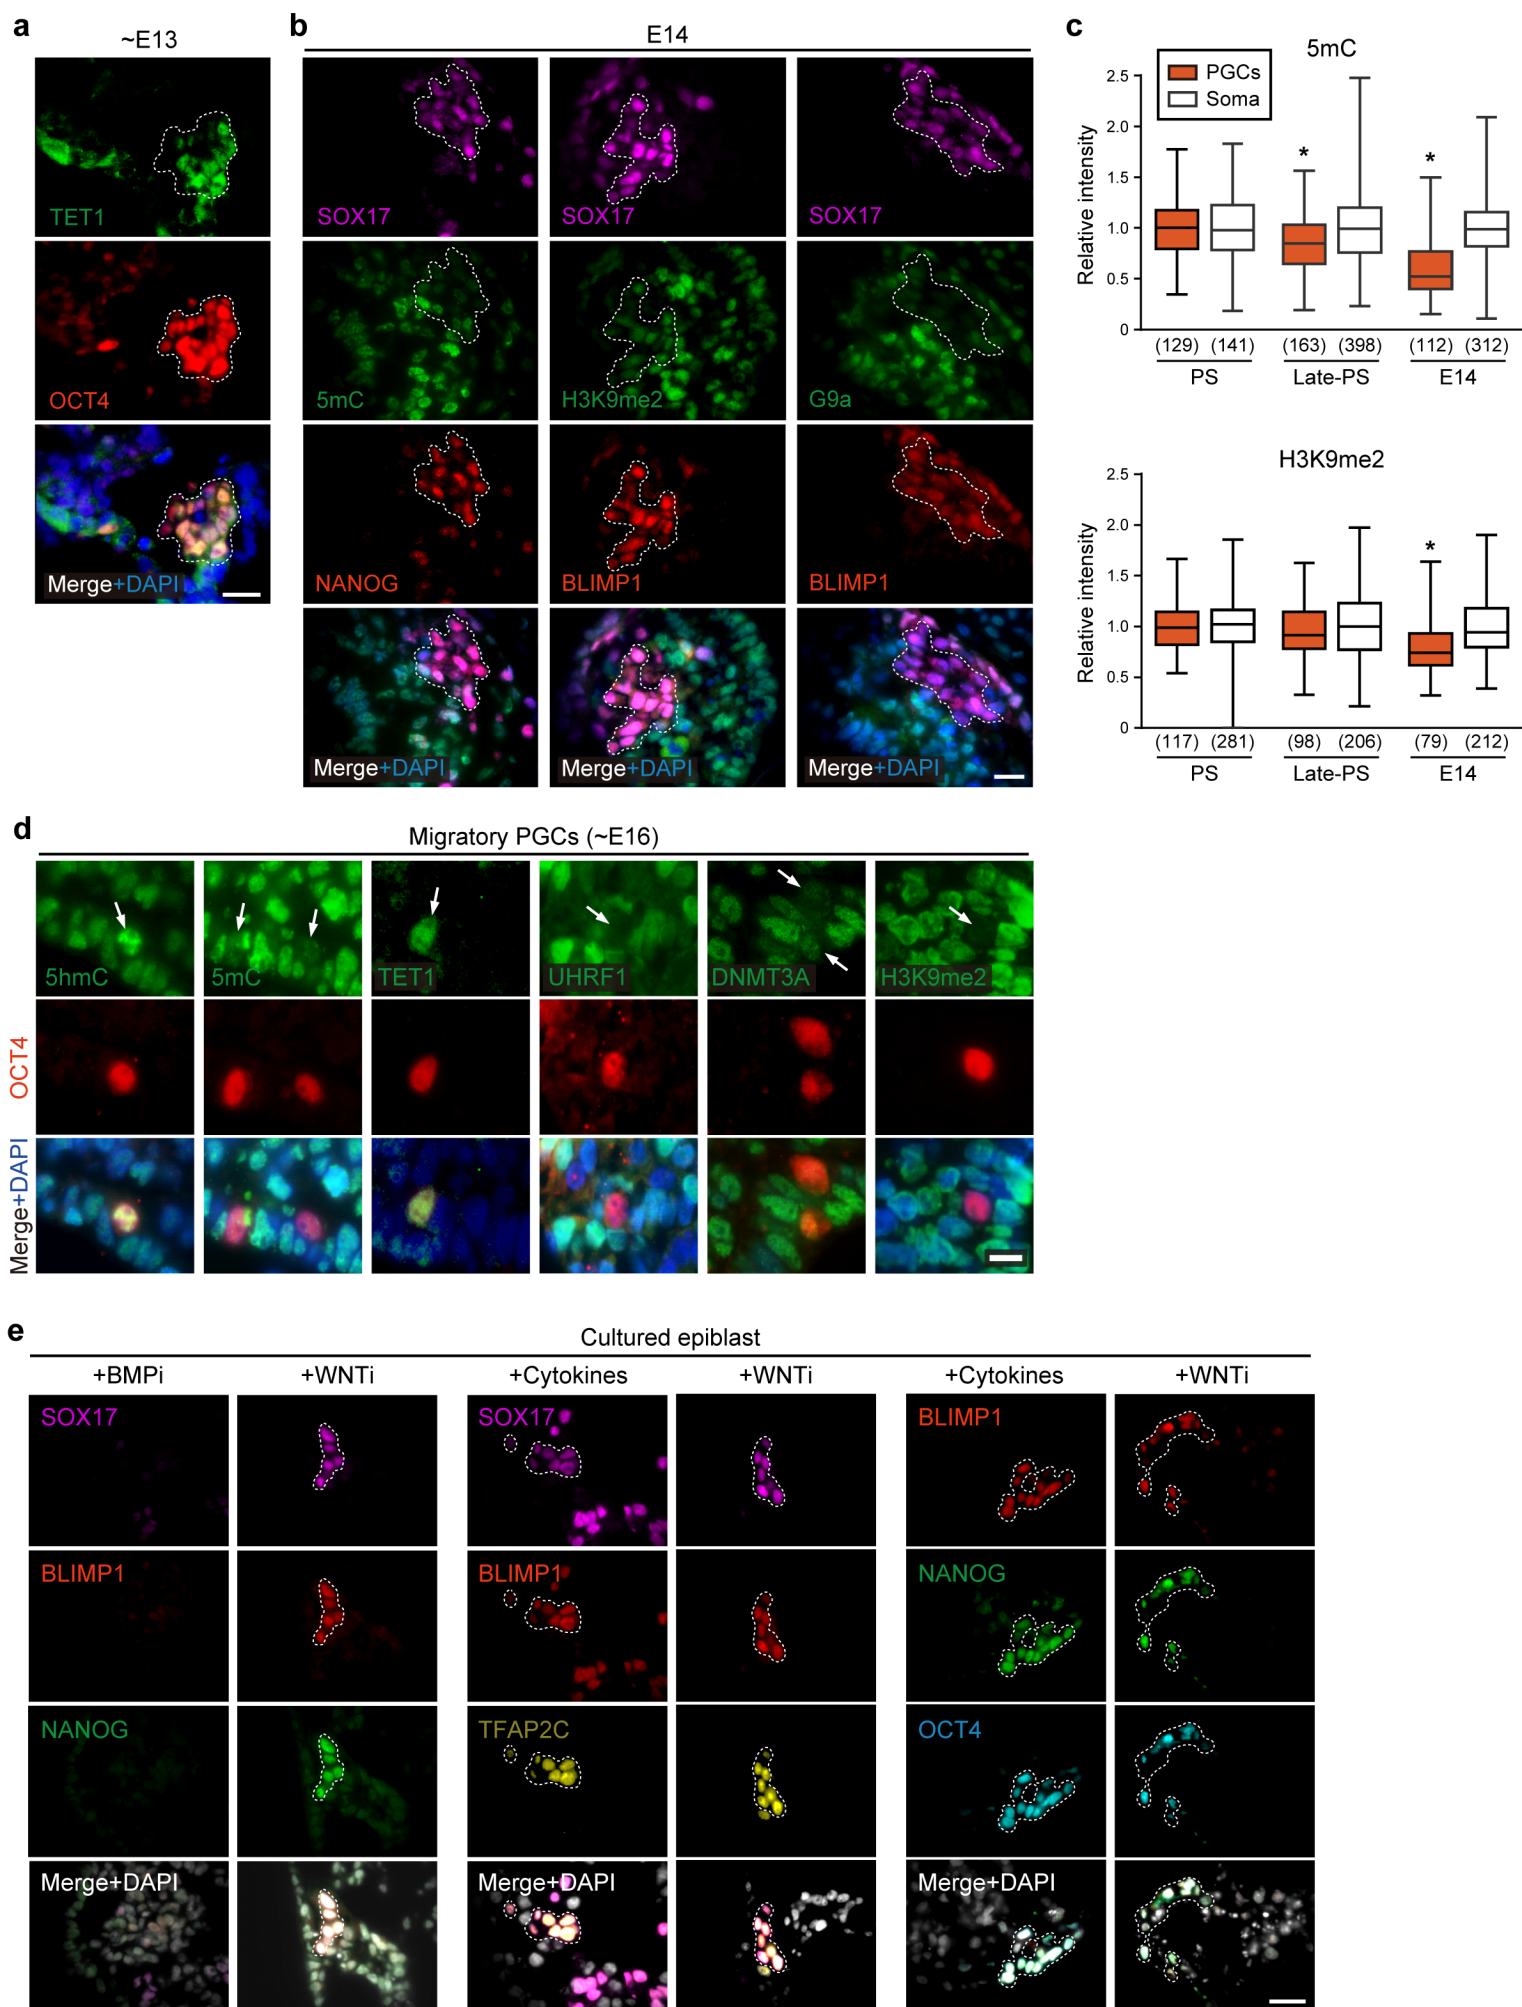 a
~E13
TET1
OCT4
Merge+DAPI
b
E14
SOX17
SOX17
SOX17
5mC
H3K9me2
G9a
NANOG
BLIMP1
BLIMP1
Merge+DAPI
Merge+DAPI
Merge+DAPI
c
5mC
PGCs
Soma
Relative intensity
2.5
2.0
1.5
1.0
0.5
0
*
*
(129) (141) (163) (398) (112) (312)
PS Late-PS E14
H3K9me2
Relative intensity
2.5
2.0
1.5
1.0
0.5
0
*
(117) (281) (98) (206) (79) (212)
PS Late-PS E14
d
Migratory PGCs (~E16)
5hmC
5mC
TET1
UHRF1
DNMT3A
H3K9me2
OCT4
Merge+DAPI
e
Cultured epiblast
+BMPi
+WNTi
+Cytokines
+WNTi
+Cytokines
+WNTi
SOX17
SOX17
BLIMP1
BLIMP1
BLIMP1
NANOG
NANOG
TFAP2C
OCT4
Merge+DAPI
Merge+DAPI
Merge+DAPI